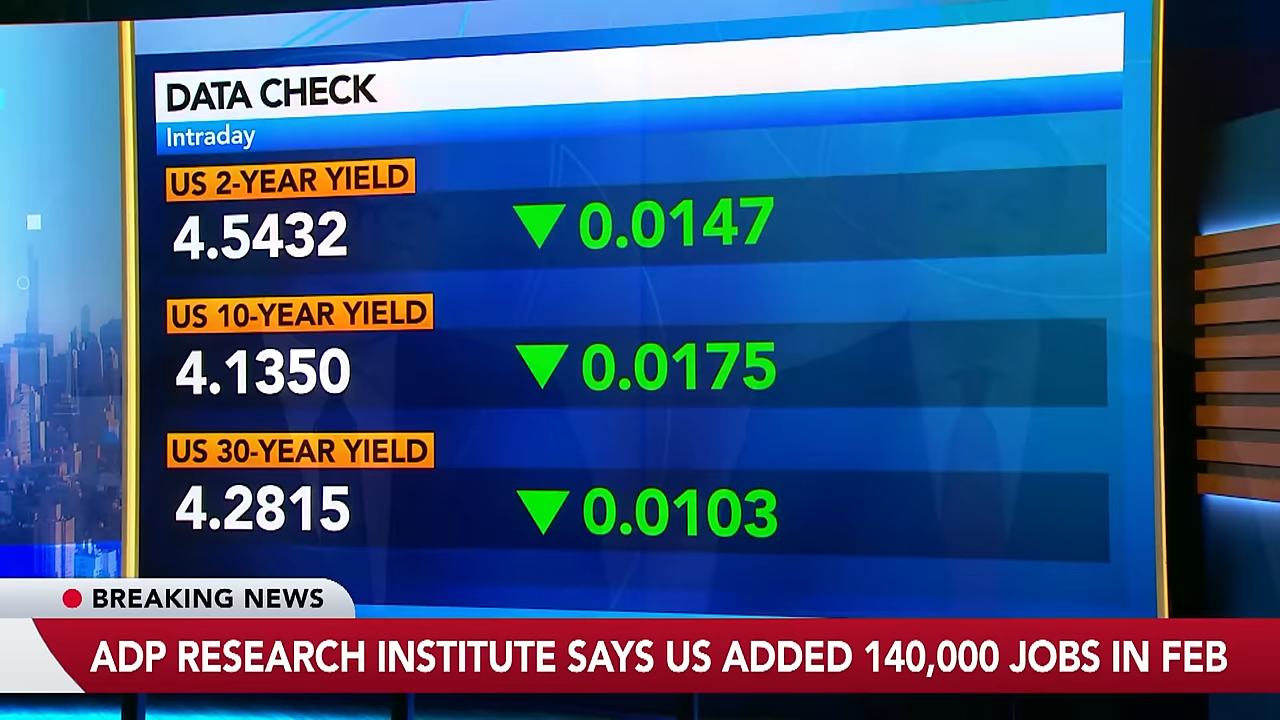 DATA CHECK
Intraday
US 2-YEAR YIELD
4.5432 ▼0.0147
US 10-YEAR YIELD
4.1350 ▼0.0175
US 30-YEAR YIELD
4.2815 ▼0.0103
BREAKING NEWS
ADP RESEARCH INSTITUTE SAYS US ADDED 140,000 JOBS IN FEB